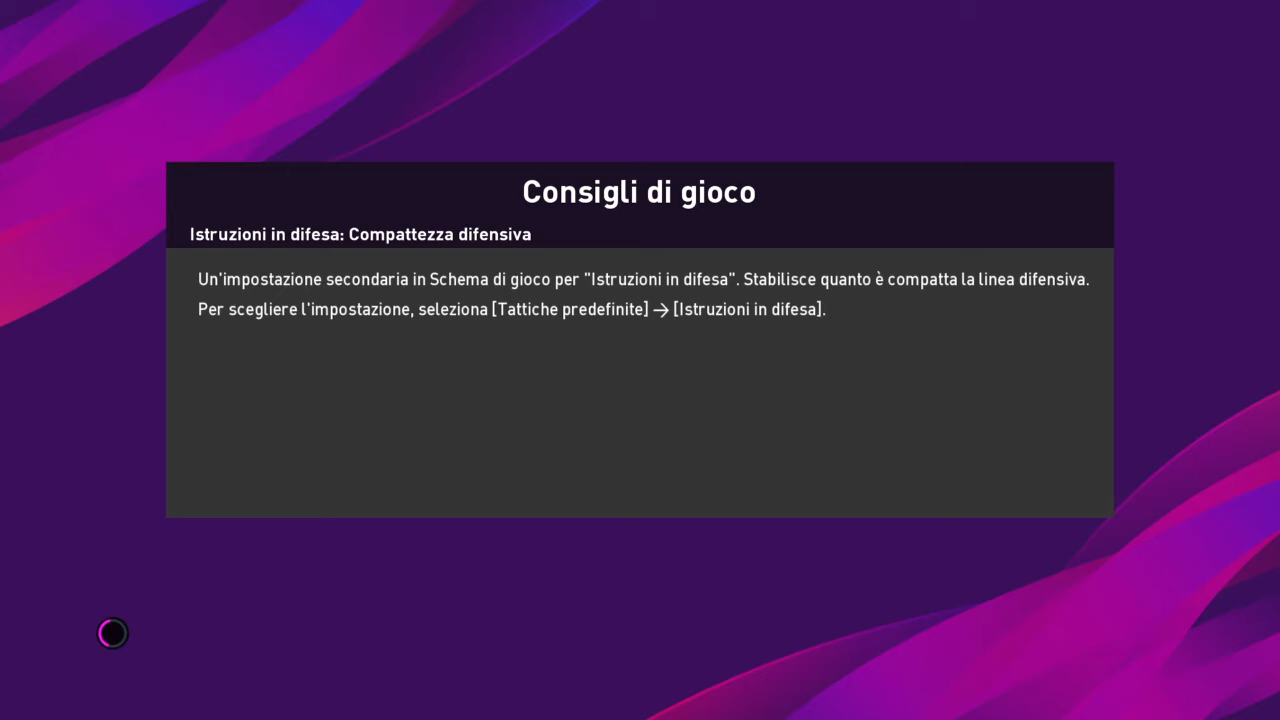 Consigli di gioco
Istruzioni in difesa: Compattezza difensiva
Un'impostazione secondaria in Schema di gioco per "Istruzioni in difesa". Stabilisce quanto è compatta la linea difensiva.
Per scegliere l'impostazione, seleziona [Tattiche predefinite] → [Istruzioni in difesa].